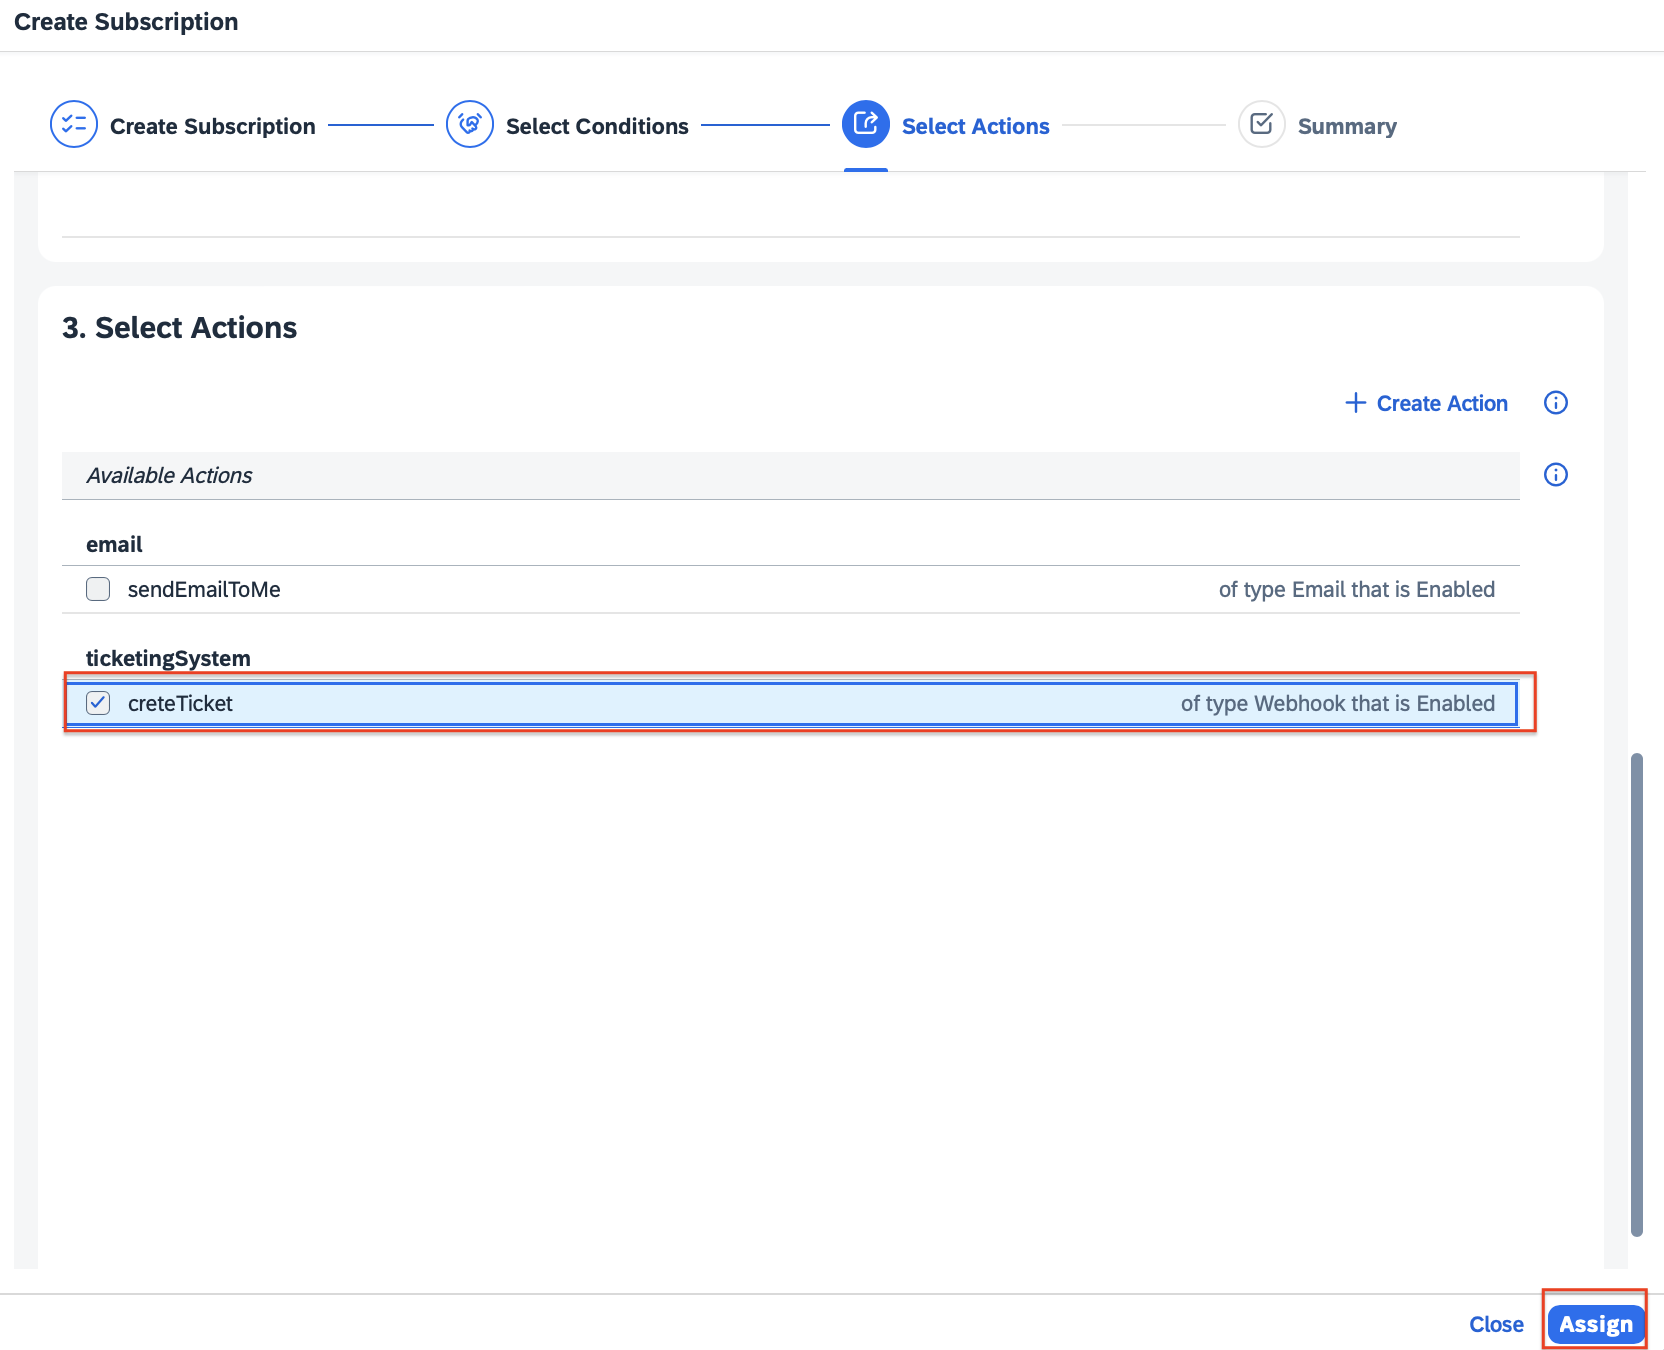 Create Subscription
Create Subscription
Select Conditions
Select Actions
Summary
3. Select Actions
Create Action
Available Actions
email
sendEmailToMe of type Email that is Enabled
ticketingSystem
creteTicket of type Webhook that is Enabled
Close Assign